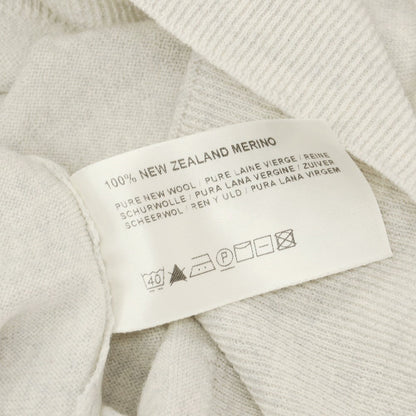 100% NEW ZEALAND MERINO
PURE NEW WOOL / PURE LAINE VIERGE / REINE
SCHURWOLLE / PURA LANA VERGINE / ZUIVER
SCHEERWOL / REN Y ULD / PURA LANA VIRGEM
40 P